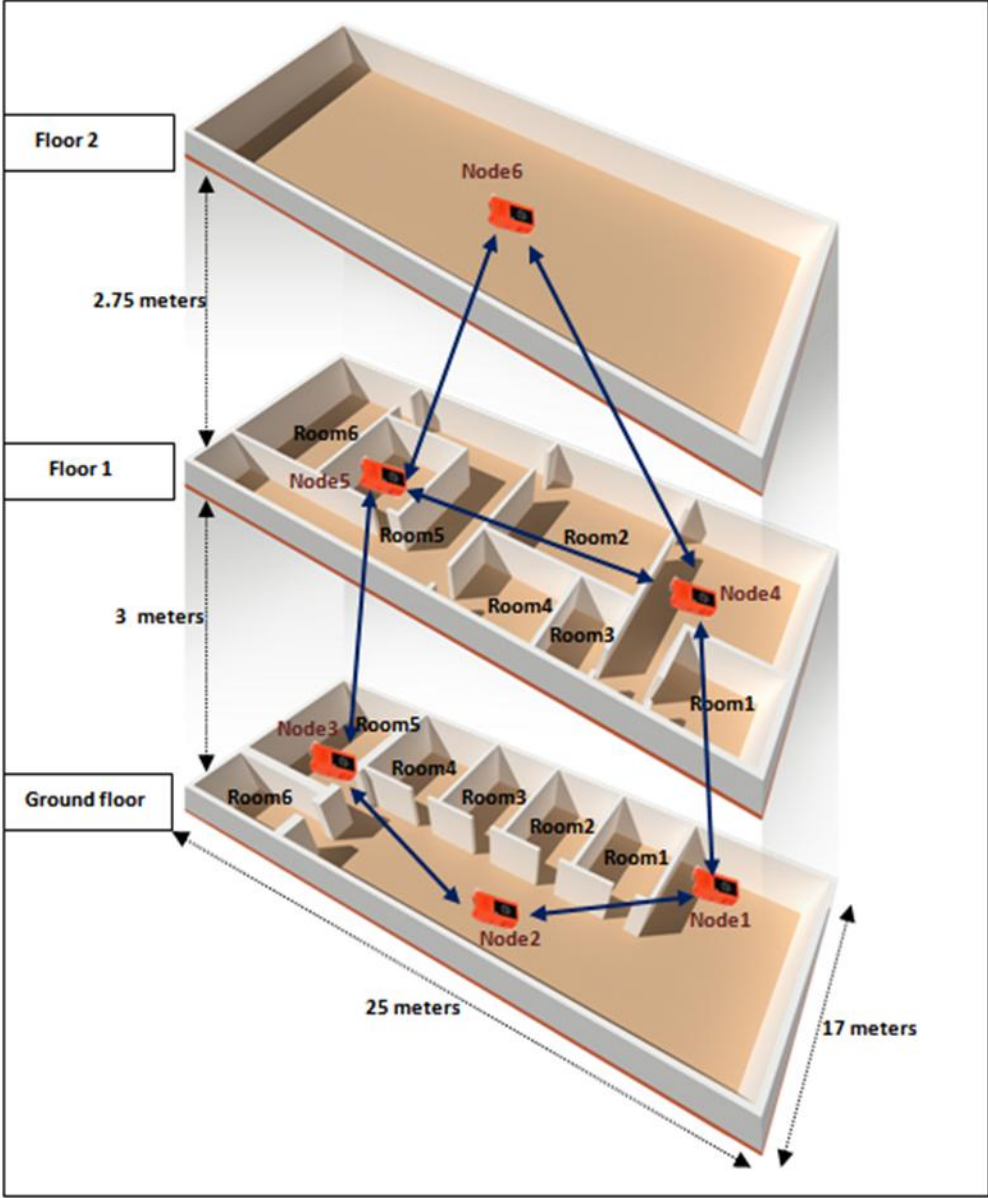 Floor 2
Node6
2.75 meters
Room6
Floor 1
Node5
Room5
Room2
Node4
Room4
3  meters
Room3
Room1
Node3
Room5
Room4
Ground floor
Room6
Room3
Room2
Room1
Node1
Node2
25 meters
17 meters